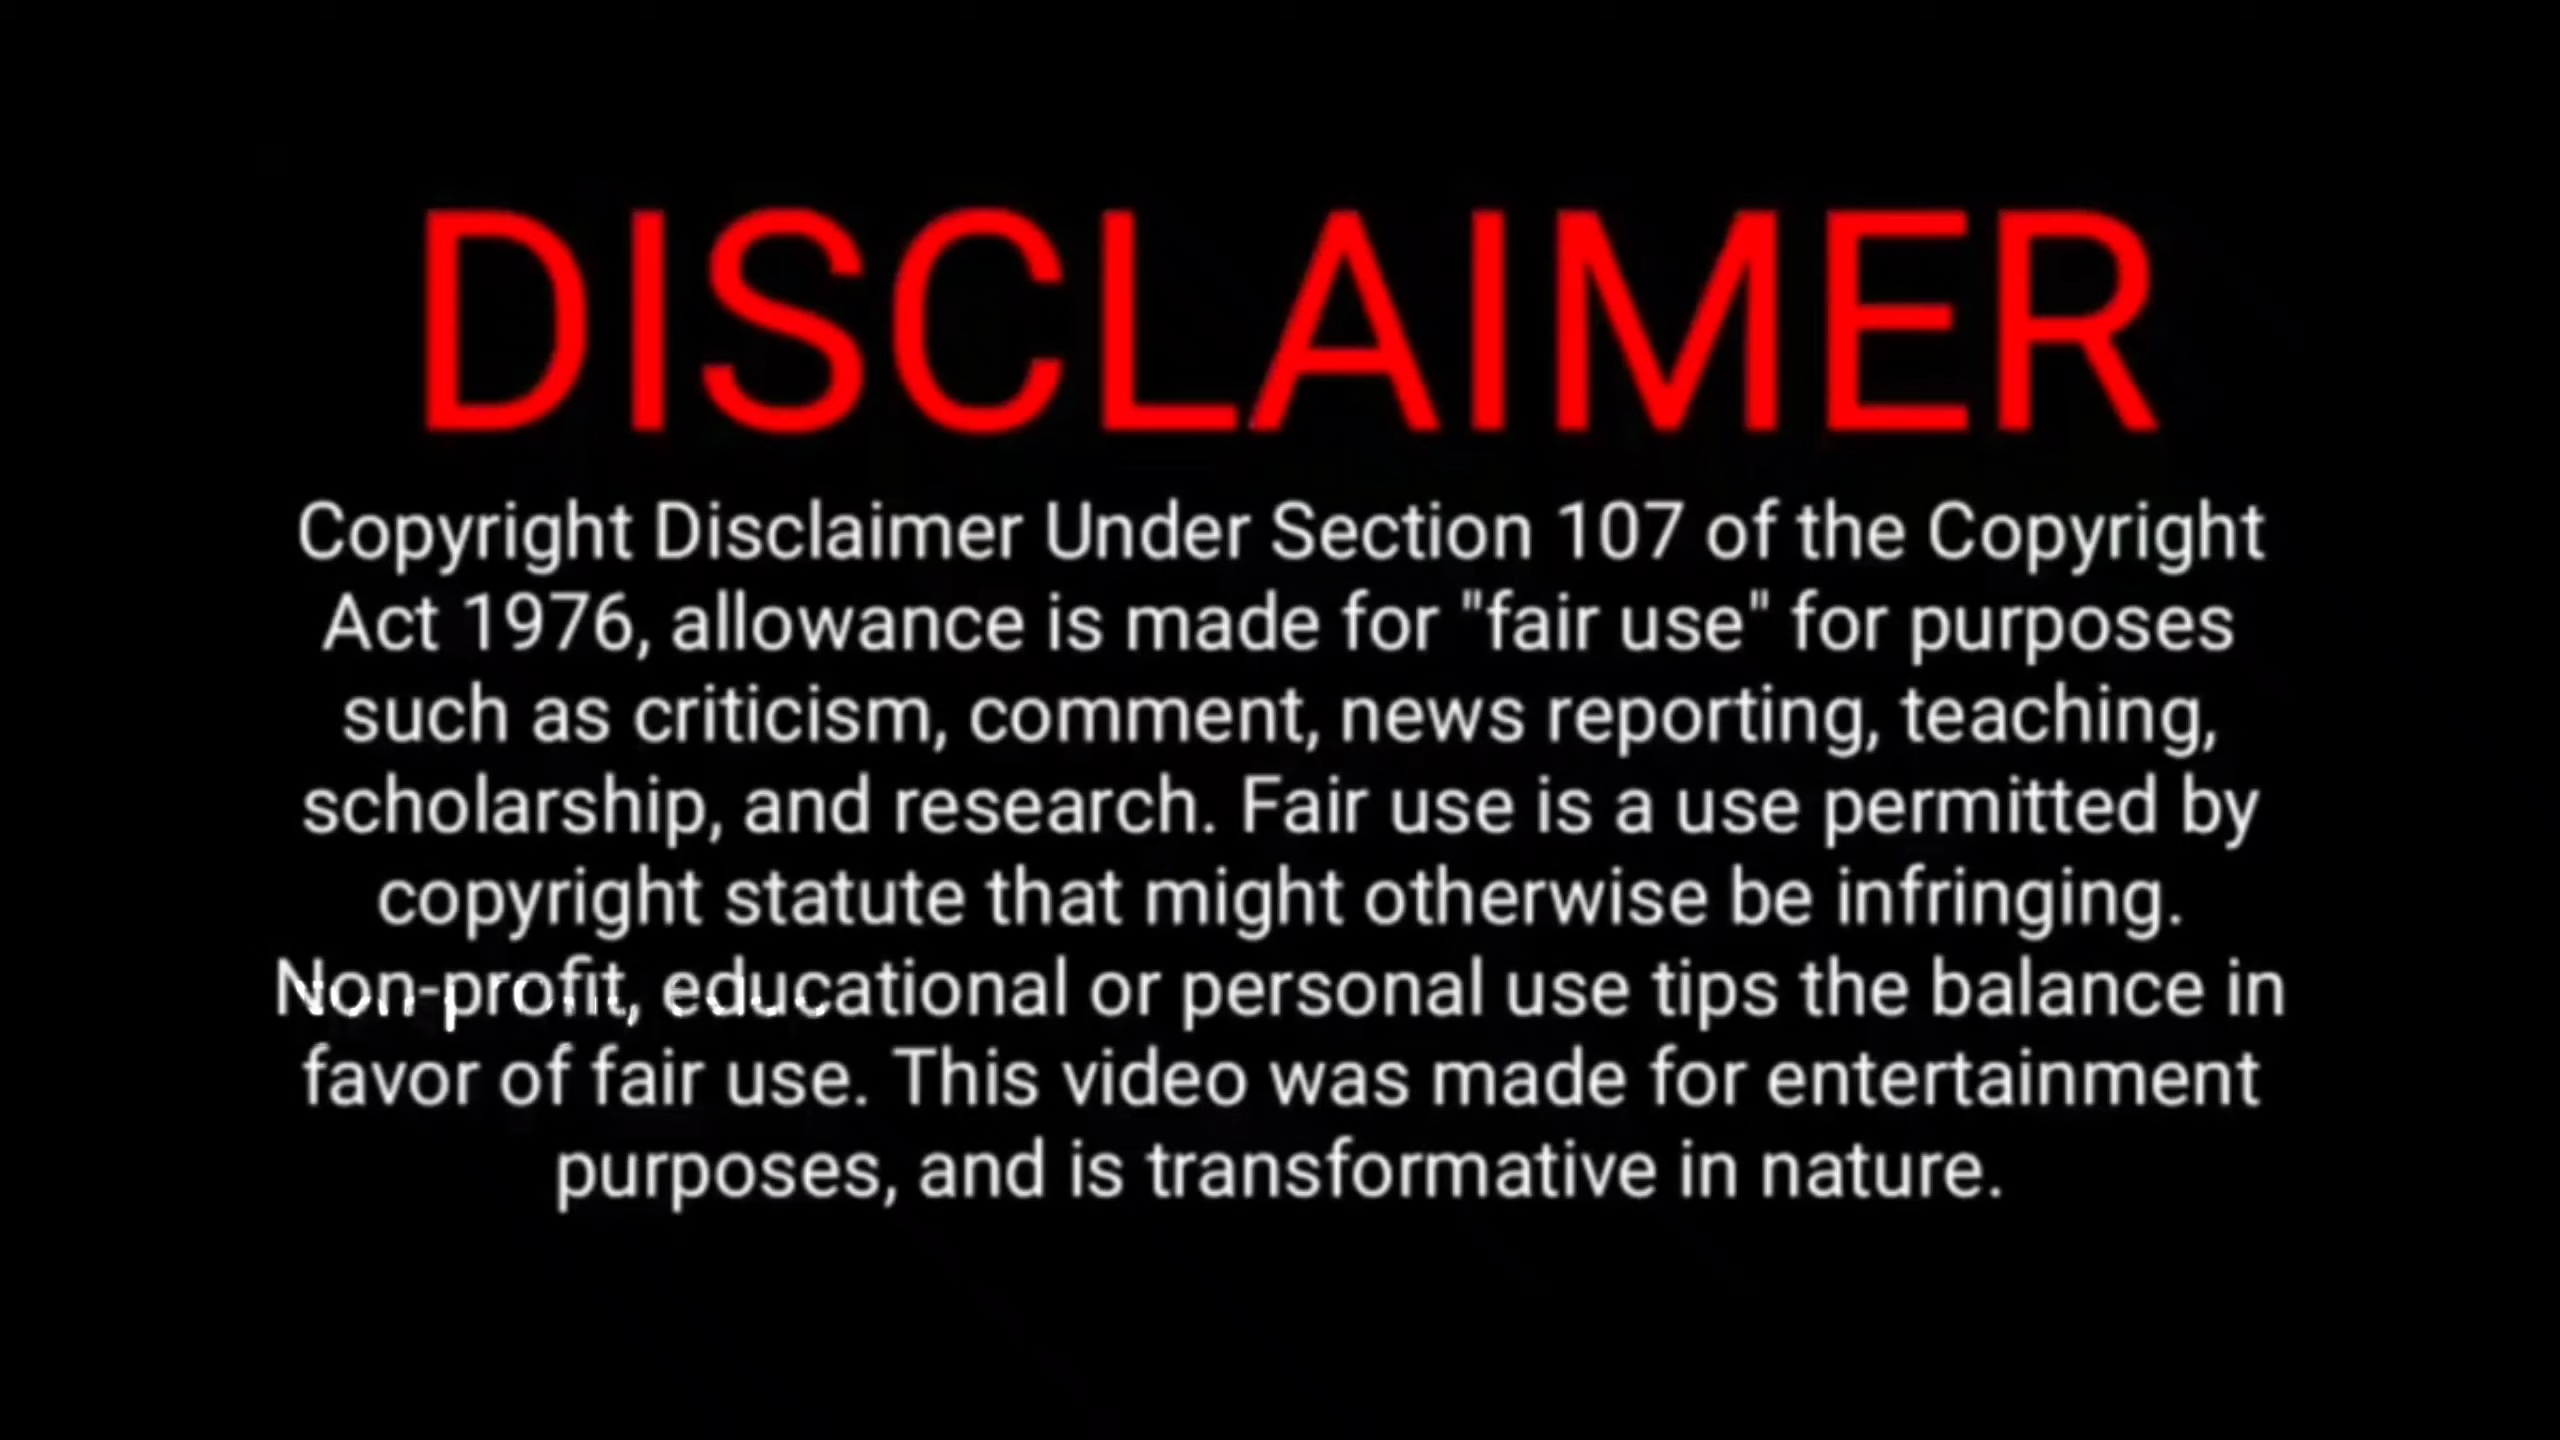 DISCLAIMER
Copyright Disclaimer Under Section 107 of the Copyright
Act 1976, allowance is made for "fair use" for purposes
such as criticism, comment, news reporting, teaching,
scholarship, and research. Fair use is a use permitted by
copyright statute that might otherwise be infringing.
Non-profit, educational or personal use tips the balance in
favor of fair use. This video was made for entertainment
purposes, and is transformative in nature.